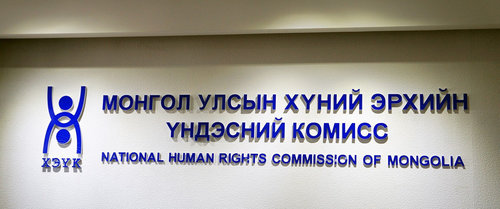 ХЭҮК
МОНГОЛ УЛСЫН ХҮНИЙ ЭРХИЙН
ҮНДЭСНИЙ КОМИСС
NATIONAL HUMAN RIGHTS COMMISSION OF MONGOLIA